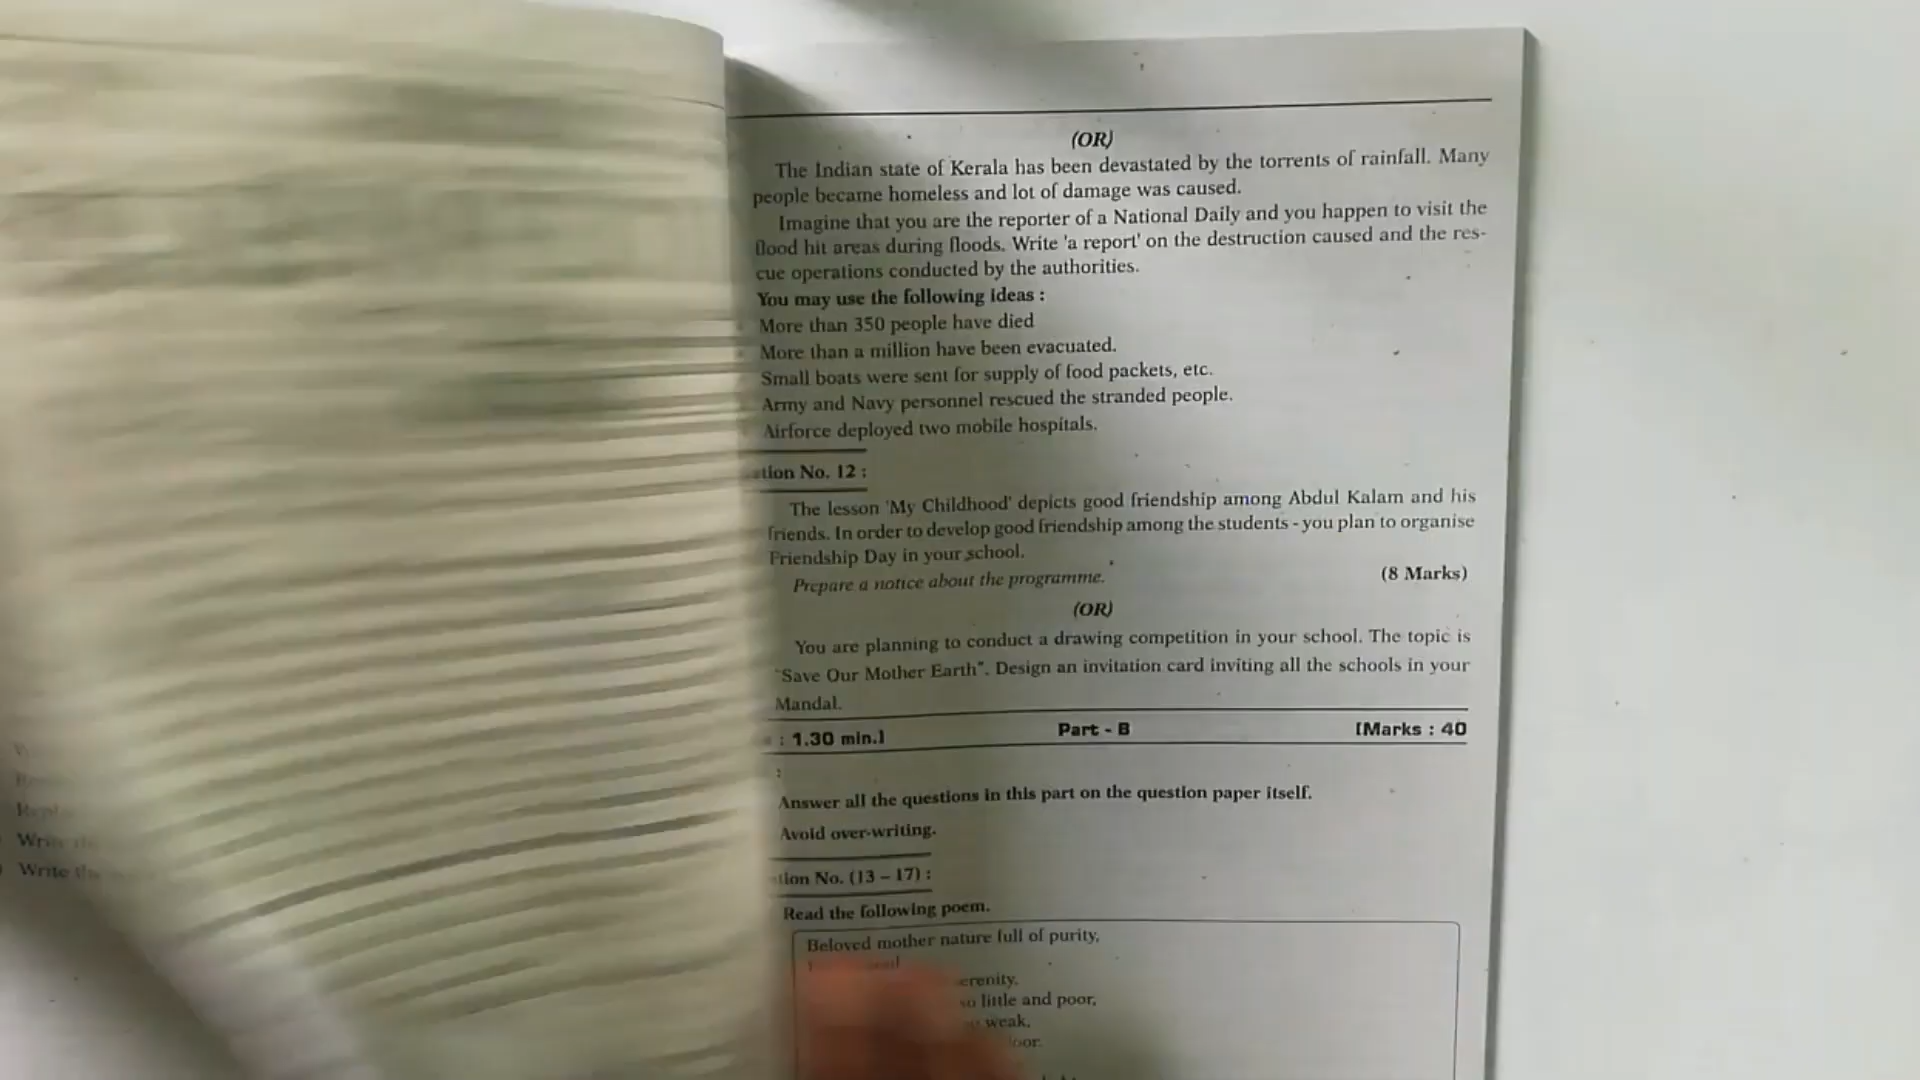 (OR)
The Indian state of Kerala has been devastated by the torrents of rainfall. Many
people became homeless and lot of damage was caused.
Imagine that you are the reporter of a National Daily and you happen to visit the
flood hit areas during floods. Write 'a report' on the destruction caused and the res-
cue operations conducted by the authorities.
You may use the following ideas :
More than 350 people have died
More than a million have been evacuated.
Small boats were sent for supply of food packets, etc.
Army and Navy personnel rescued the stranded people.
Airforce deployed two mobile hospitals.
tion No. 12 :
The lesson 'My Childhood' depicts good friendship among Abdul Kalam and his
friends. In order to develop good friendship among the students - you plan to organise
Friendship Day in your school.
Prepare a notice about the programme. (8 Marks)
(OR)
You are planning to conduct a drawing competition in your school. The topic is
"Save Our Mother Earth". Design an invitation card inviting all the schools in your
Mandal.
: 1.30 min.] Part - B [Marks : 40
:
Answer all the questions in this part on the question paper itself.
Avoid over-writing.
tion No. (13 – 17) :
Read the following poem.
Beloved mother nature full of purity,
erenity,
so little and poor,
weak,
Write
Write the